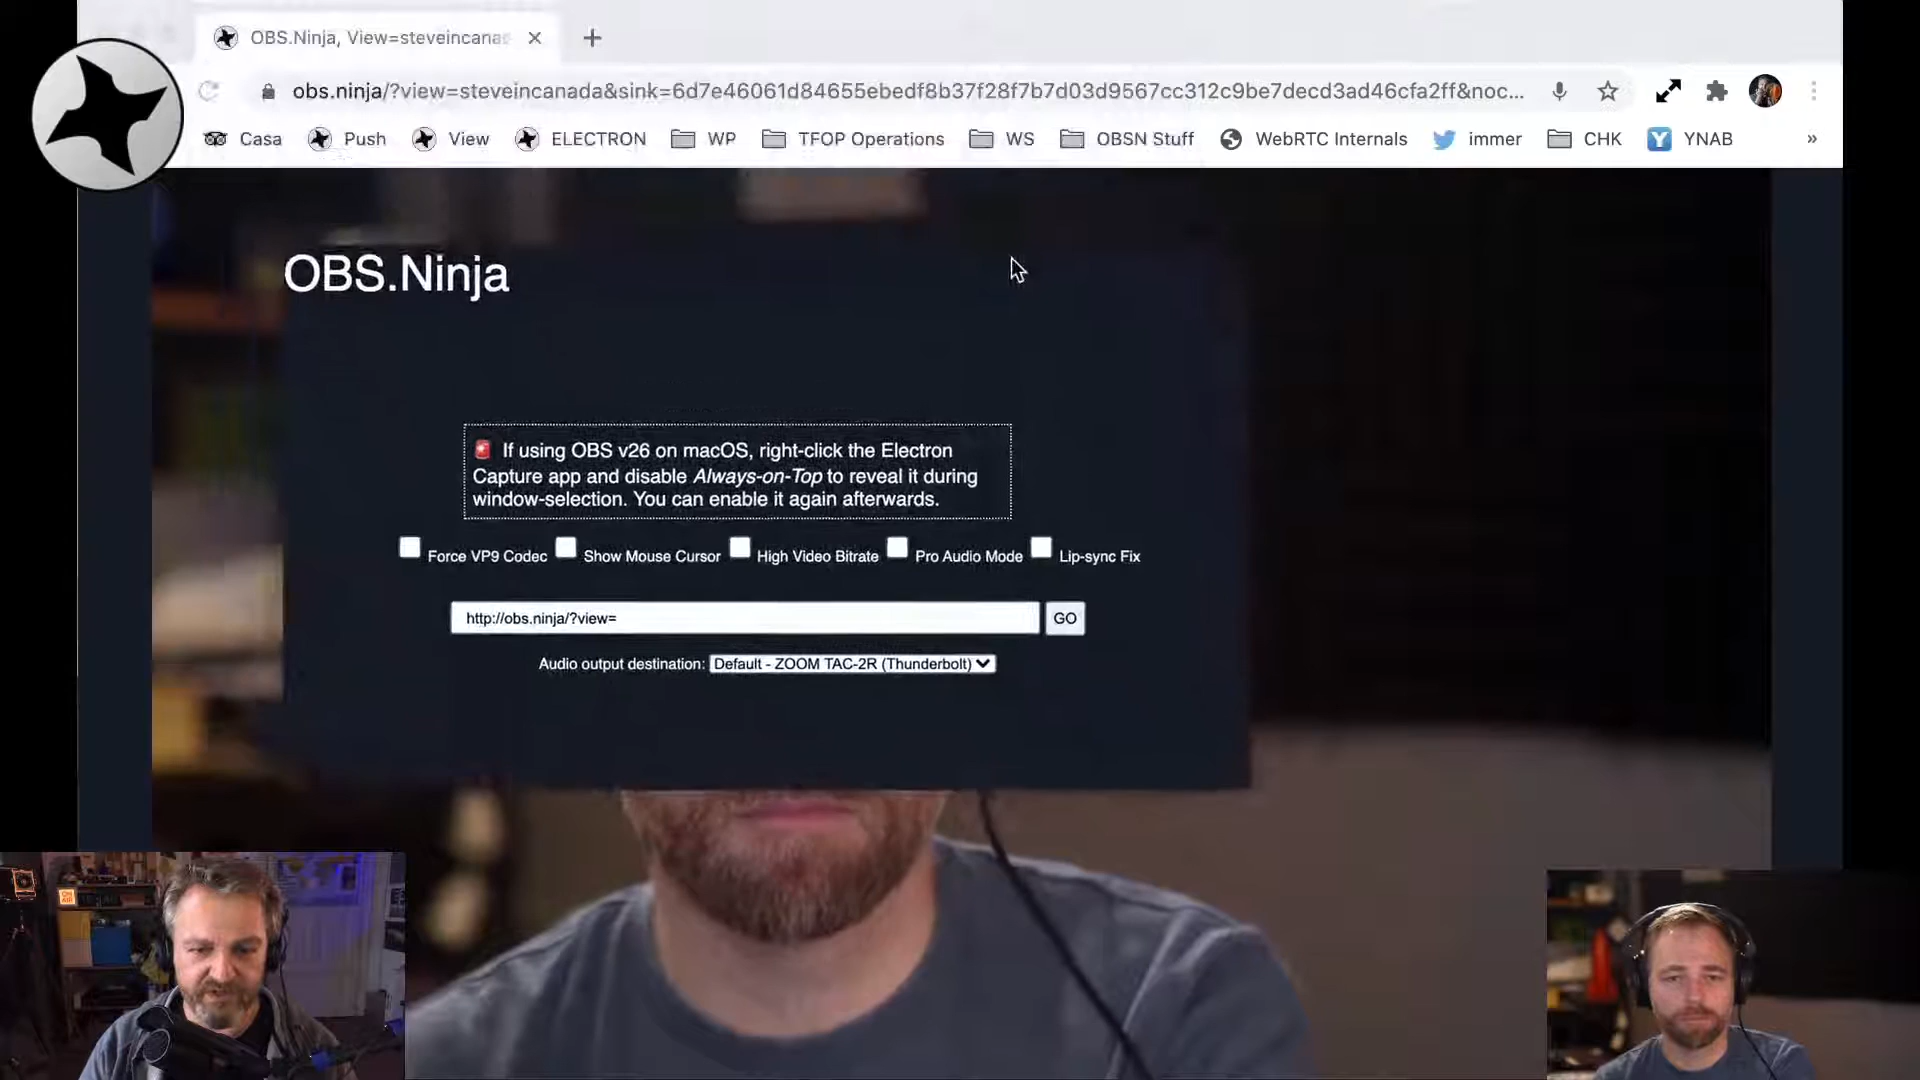 OBS.Ninja, View=steveincanad
obs.ninja/?view=steveincanada&sink=6d7e46061d84655ebedf8b37f28f7b7d03d9567cc312c9be7decd3ad46cfa2ff&noc...
Casa Push View ELECTRON WP TFOP Operations WS OBSN Stuff WebRTC Internals immer CHK Y YNAB »
OBS.Ninja
If using OBS v26 on macOS, right-click the Electron
Capture app and disable Always-on-Top to reveal it during
window-selection. You can enable it again afterwards.
Force VP9 Codec Show Mouse Cursor High Video Bitrate Pro Audio Mode Lip-sync Fix
http://obs.ninja/?view= GO
Audio output destination: Default - ZOOM TAC-2R (Thunderbolt)
ON AIR